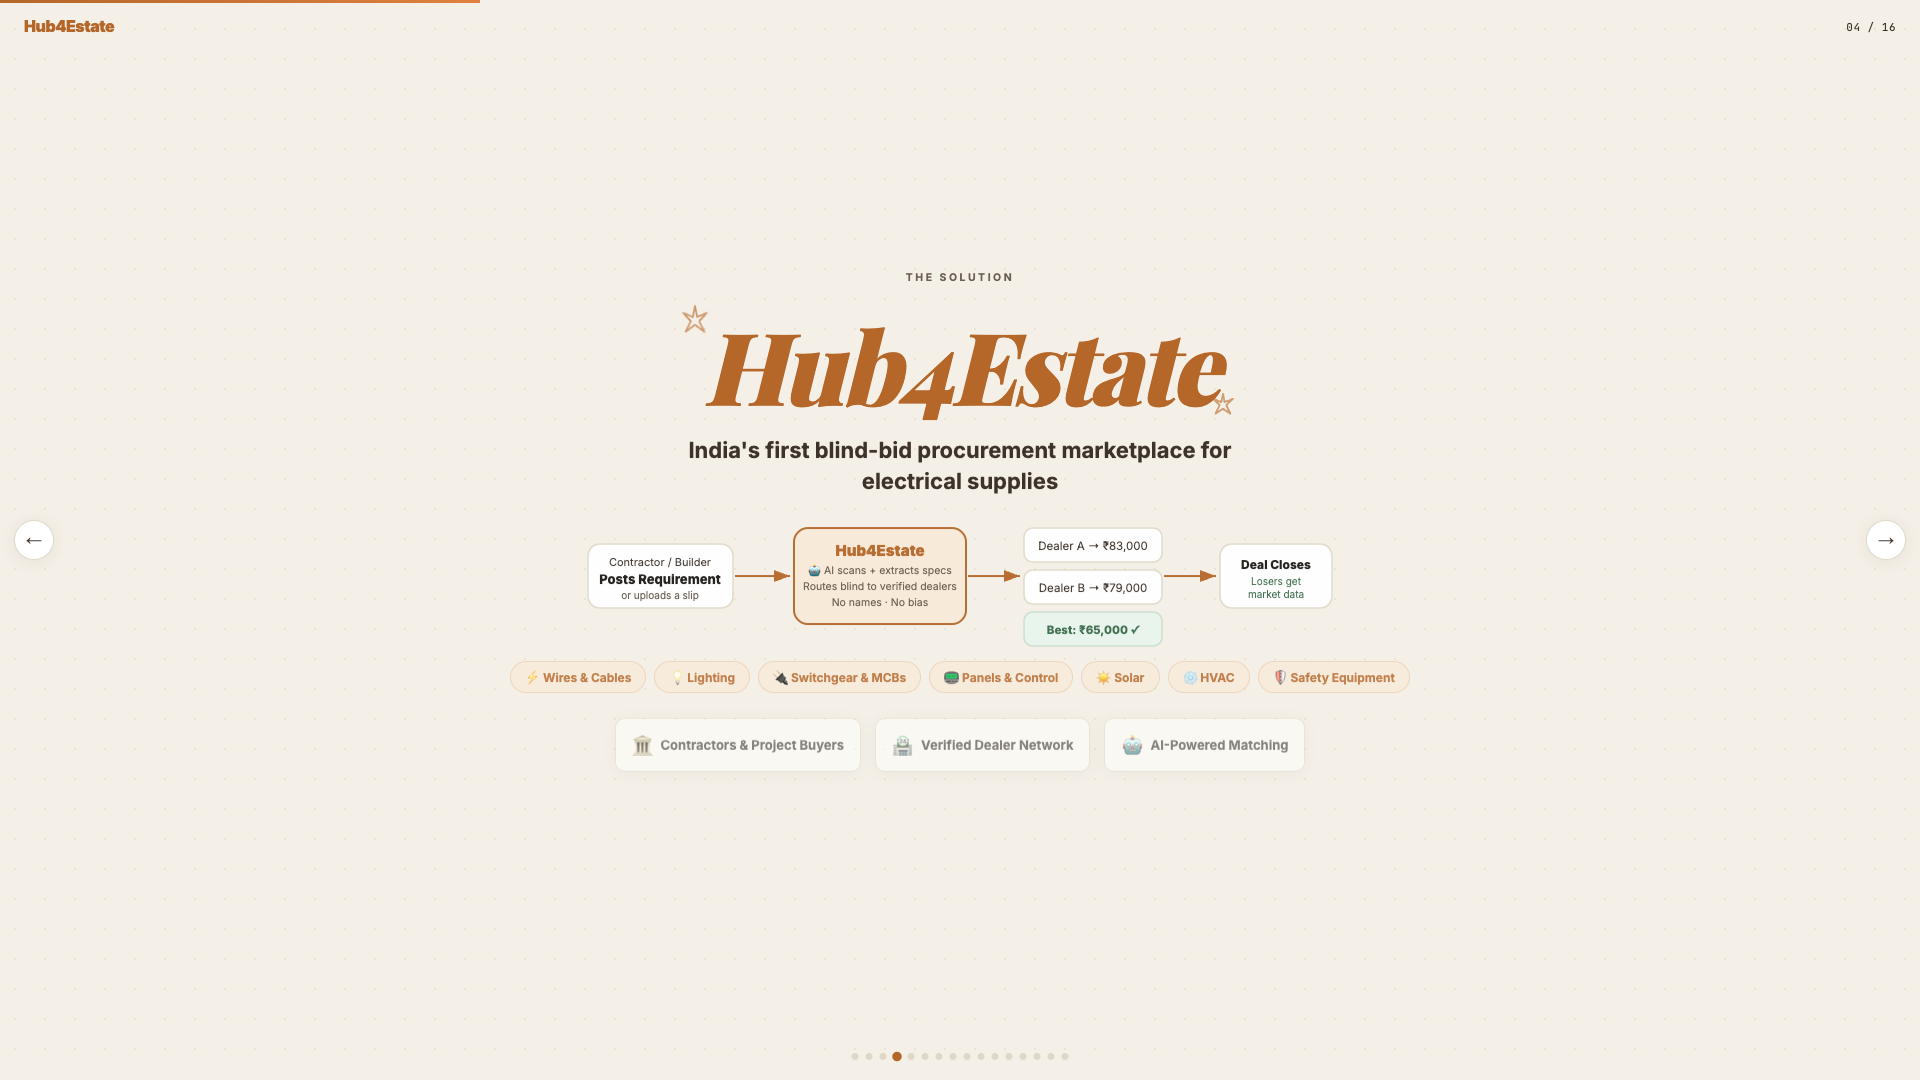 Hub4Estate
04 / 16
THE SOLUTION
Hub4Estate
India's first blind-bid procurement marketplace for
electrical supplies
Contractor / Builder
Posts Requirement
or uploads a slip
Hub4Estate
🤖 AI scans + extracts specs
Routes blind to verified dealers
No names · No bias
Dealer A → ₹83,000
Dealer B → ₹79,000
Best: ₹65,000 ✓
Deal Closes
Losers get
market data
⚡ Wires & Cables
💡 Lighting
🔌 Switchgear & MCBs
📟 Panels & Control
☀️ Solar
❄️ HVAC
🛡️ Safety Equipment
🏛️ Contractors & Project Buyers
🏪 Verified Dealer Network
🤖 AI-Powered Matching